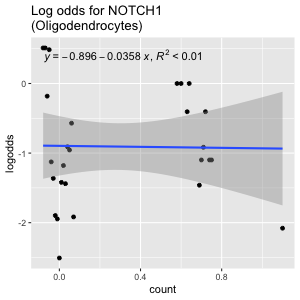 Log odds for NOTCH1
(Oligodendrocytes)
y = −0.896 − 0.0358 x, R² < 0.01
0
-1
-2
logodds
0.0 0.4 0.8
count